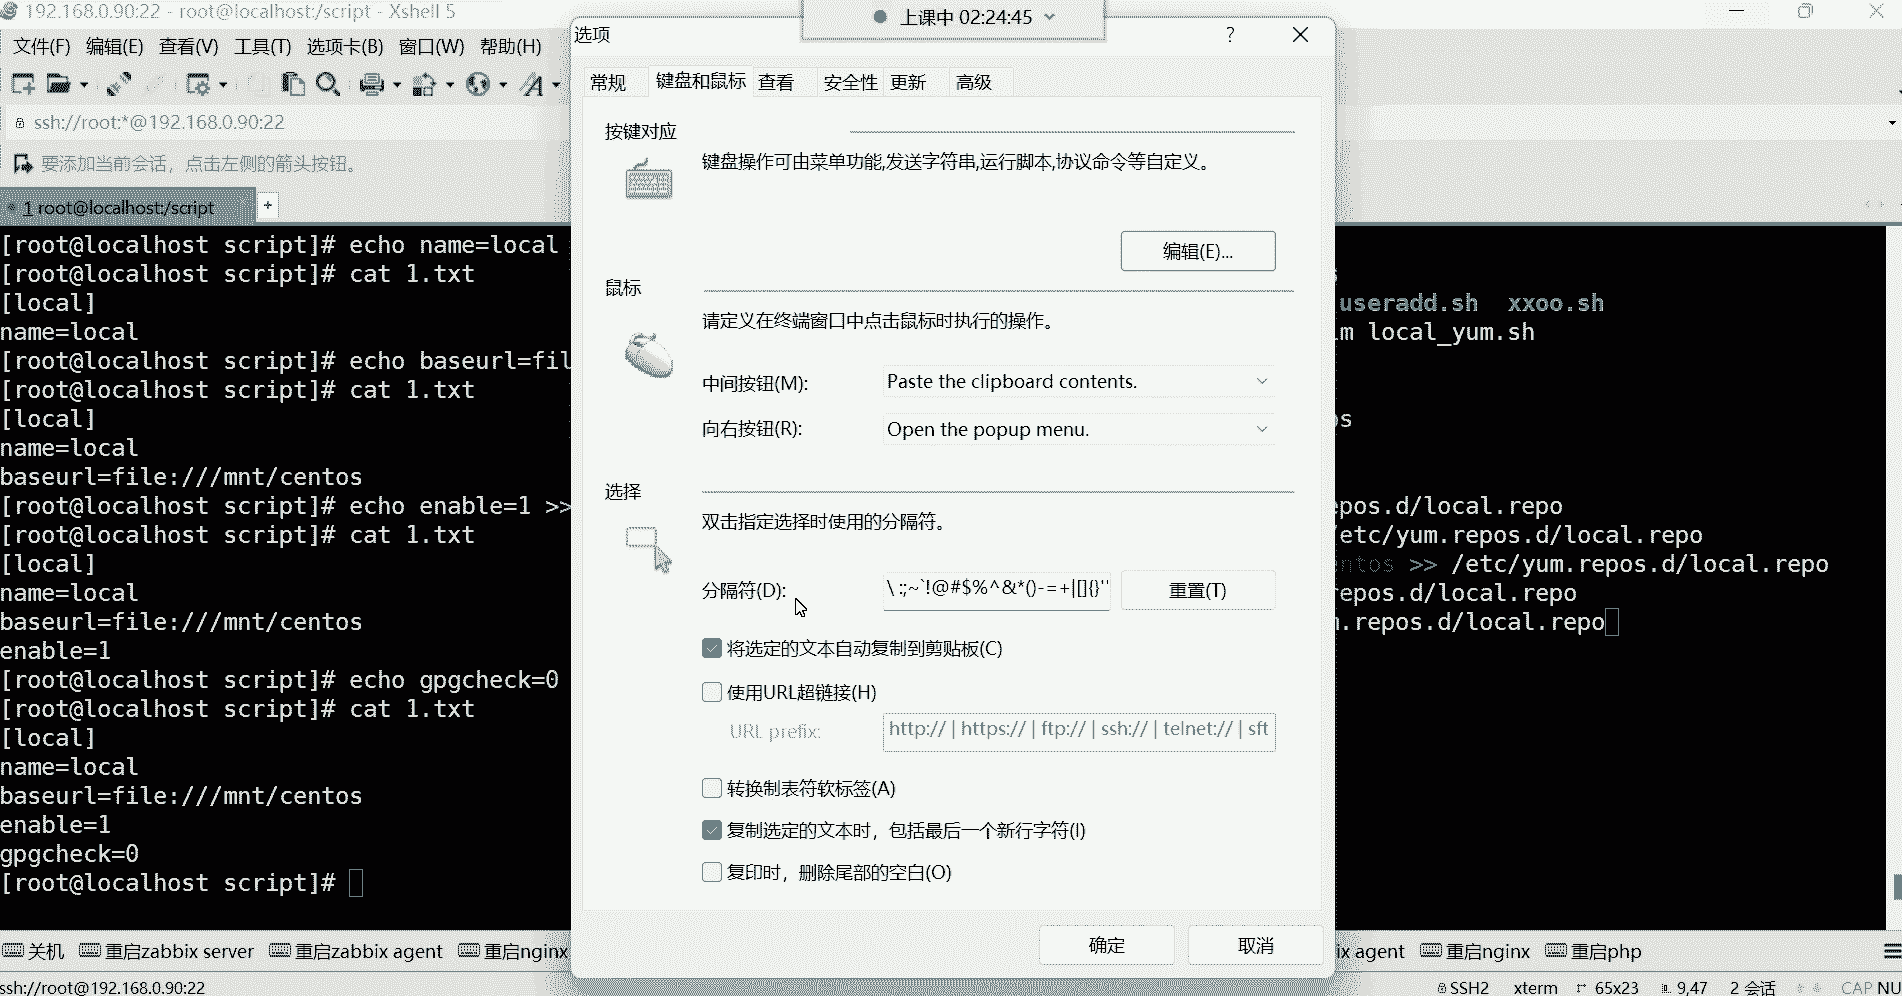 192.168.0.90:22 - root@localhost:/script - Xshell 5
上课中 02:24:45
文件(F) 编辑(E) 查看(V) 工具(T) 选项卡(B) 窗口(W) 帮助(H)
ssh://root:*@192.168.0.90:22
要添加当前会话，点击左侧的箭头按钮。
1 root@localhost:/script +
[root@localhost script]# echo name=local
[root@localhost script]# cat 1.txt
[local]
name=local
[root@localhost script]# echo baseurl=fil
[root@localhost script]# cat 1.txt
[local]
name=local
baseurl=file:///mnt/centos
[root@localhost script]# echo enable=1 >>
[root@localhost script]# cat 1.txt
[local]
name=local
baseurl=file:///mnt/centos
enable=1
[root@localhost script]# echo gpgcheck=0
[root@localhost script]# cat 1.txt
[local]
name=local
baseurl=file:///mnt/centos
enable=1
gpgcheck=0
[root@localhost script]#
选项 ?
常规 键盘和鼠标 查看 安全性 更新 高级
按键对应
键盘操作可由菜单功能,发送字符串,运行脚本,协议命令等自定义。
编辑(E)...
鼠标
请定义在终端窗口中点击鼠标时执行的操作。
中间按钮(M): Paste the clipboard contents.
向右按钮(R): Open the popup menu.
选择
双击指定选择时使用的分隔符。
分隔符(D): \ :;~`!@#$%^&*()-=+|[]{}'" 重置(T)
将选定的文本自动复制到剪贴板(C)
使用URL超链接(H)
URL prefix: http:// | https:// | ftp:// | ssh:// | telnet:// | sft
转换制表符软标签(A)
复制选定的文本时，包括最后一个新行字符(I)
复印时，删除尾部的空白(O)
确定 取消
useradd.sh xxoo.sh
im local_yum.sh
os
epos.d/local.repo
/etc/yum.repos.d/local.repo
entos >> /etc/yum.repos.d/local.repo
repos.d/local.repo
m.repos.d/local.repo
关机 重启zabbix server 重启zabbix agent 重启nginx
ix agent 重启nginx 重启php
ssh://root@192.168.0.90:22 SSH2 xterm 65x23 9,47 2 会话 CAP NU